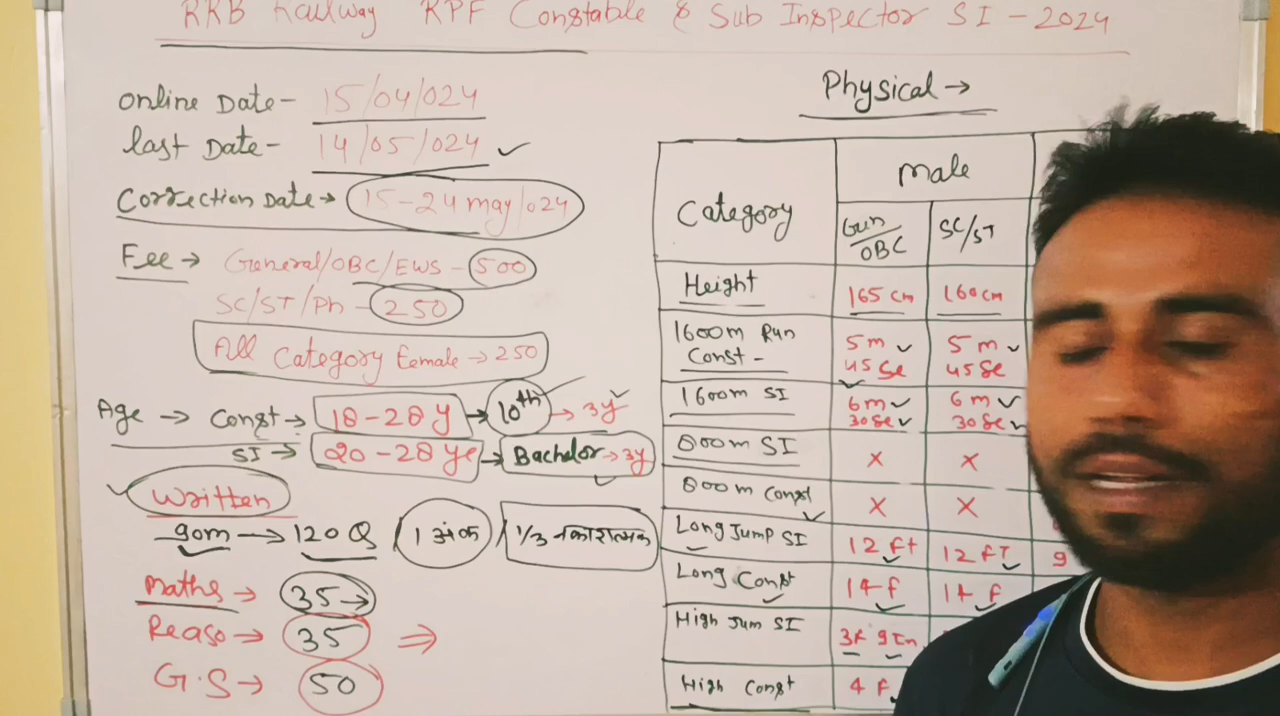 RRB Railway RPF Constable & Sub Inspector SI - 2024
Online Date - 15/04/024
last Date - 14/05/024 ✓
Correction Date → 15-24 may/024
Fee → General/OBC/EWS - 500
SC/ST/Ph - 250
All Category Female → 250
Age → Const → 18-28 y → 10th → 3y
SI → 20-28 ye → Bachelor → 3y
✓ Written
90m → 120 Q (1 अंक) 1/3 नकारात्मक
Maths → 35 →
Reaso → 35 ⇒
G.S → 50
Physical →
Category Male
Gen/OBC SC/ST
Height 165 cm 160 cm
1600m Run Const - 5 m ✓ 45 Se 5 m ✓ 45 Se
1600m SI 6 m ✓ 30 Se ✓ 6 m ✓ 30 Se ✓
800m SI × ×
800m Const × ×
Long Jump SI 12 ft 12 fT 9
Long Const 14 f 14 f
High Jum SI 3f 9In
High Const 4 f